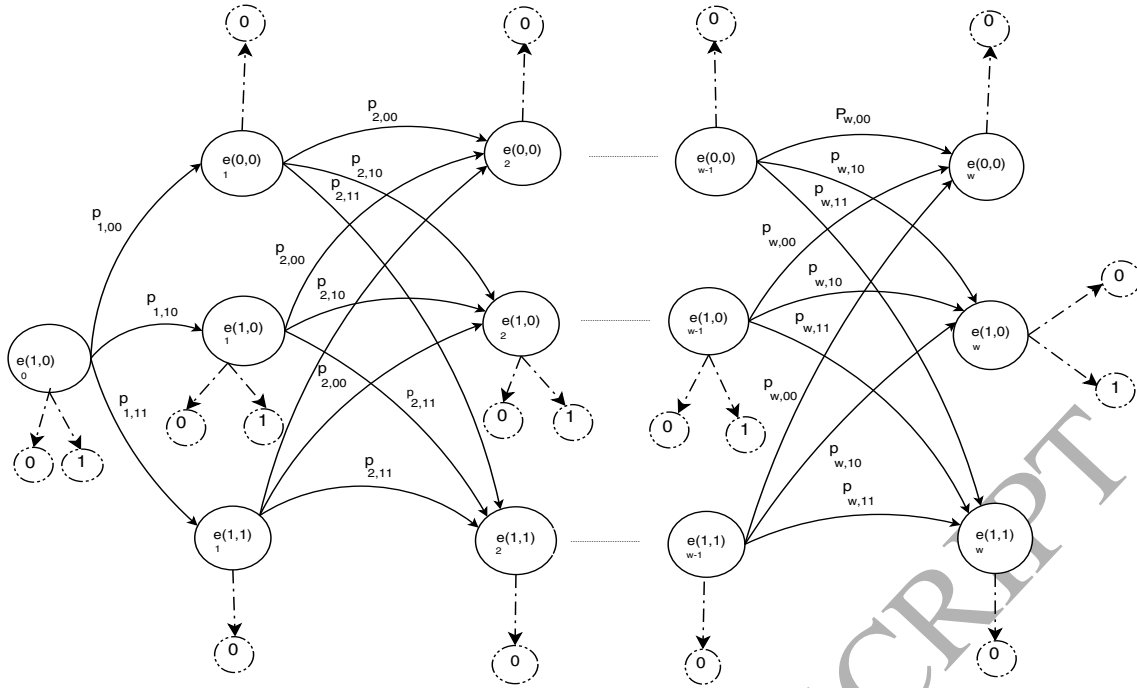 0
0
0
0
p
2,00
P
w,00
e(0,0)
1
e(0,0)
2
e(0,0)
w-1
e(0,0)
w
p
2,10
p
2,11
p
w,10
p
w,11
p
1,00
p
2,00
p
w,00
p
1,10
p
2,10
p
w,10
0
e(1,0)
0
e(1,0)
1
e(1,0)
2
e(1,0)
w-1
e(1,0)
w
p
w,11
p
2,00
p
w,00
1
p
1,11
p
2,11
0
1
0
1
0
1
0
1
p
2,11
p
w,10
p
w,11
e(1,1)
1
e(1,1)
2
e(1,1)
w-1
e(1,1)
w
0
0
0
0
CRIPT